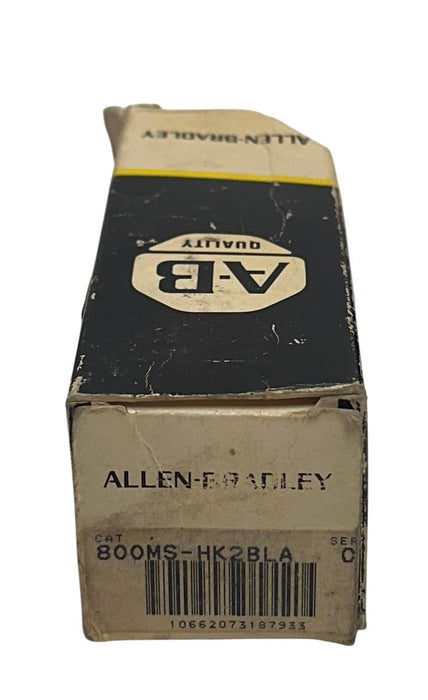 ALLEN-BRADLEY
A-B
QUALITY
ALLEN-BRADLEY
CAT SER
800MS-HK2BLA C
10662073187933